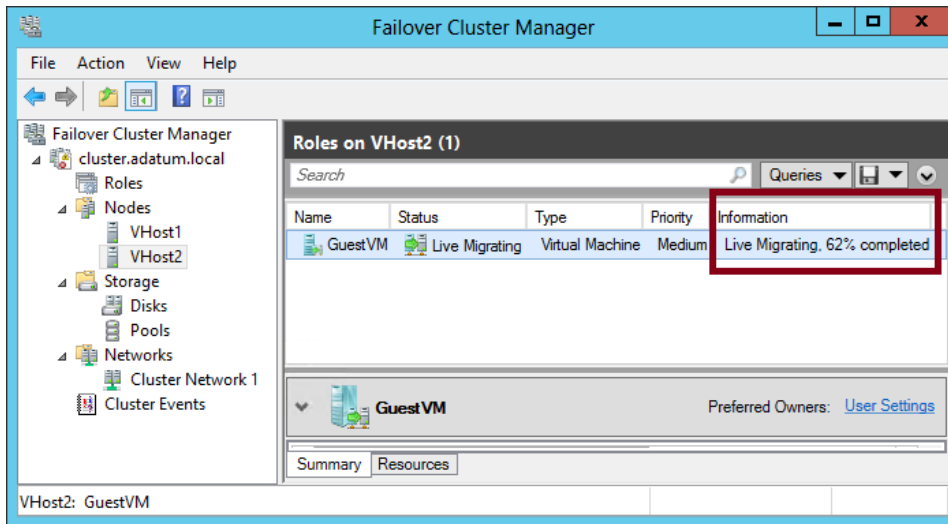 Failover Cluster Manager
File Action View Help
Failover Cluster Manager
cluster.adatum.local
Roles
Nodes
VHost1
VHost2
Storage
Disks
Pools
Networks
Cluster Network 1
Cluster Events
Roles on VHost2 (1)
Search Queries
Name Status Type Priority Information
GuestVM Live Migrating Virtual Machine Medium Live Migrating, 62% completed
GuestVM Preferred Owners: User Settings
Summary Resources
VHost2: GuestVM